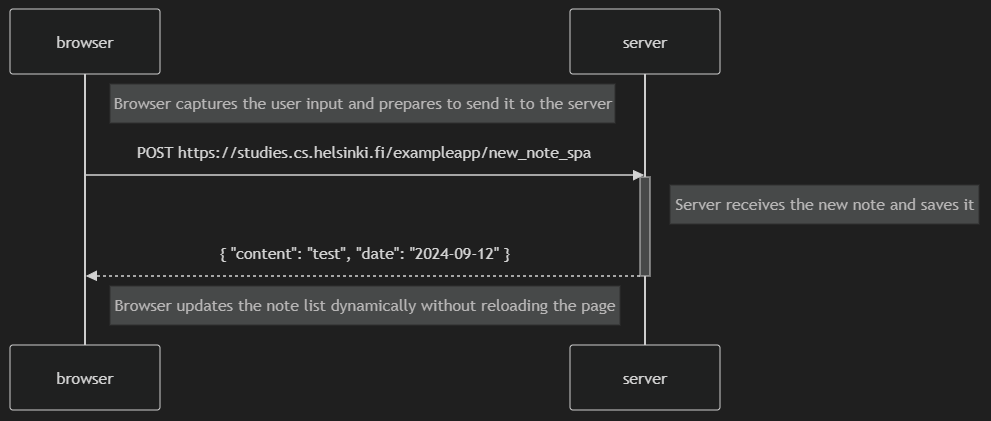 browser
server
Browser captures the user input and prepares to send it to the server
POST https://studies.cs.helsinki.fi/exampleapp/new_note_spa
Server receives the new note and saves it
{ "content": "test", "date": "2024-09-12" }
Browser updates the note list dynamically without reloading the page
browser
server